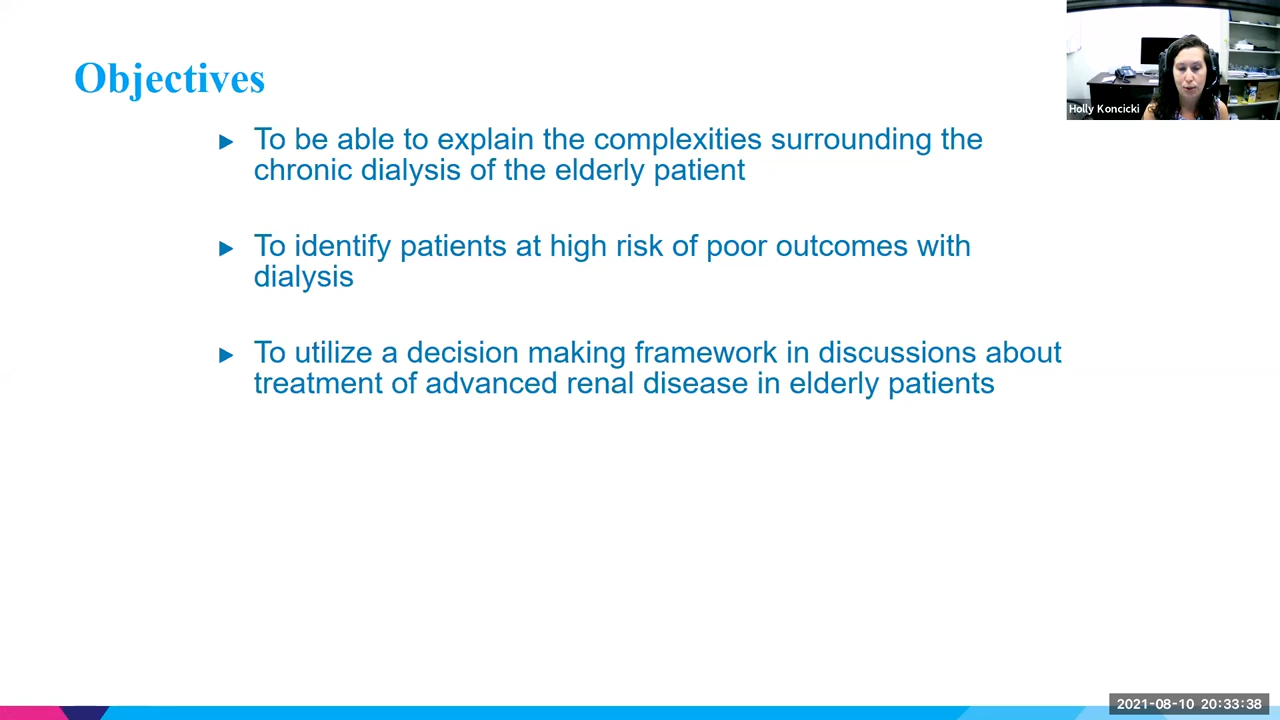 Objectives
Holly Koncicki
To be able to explain the complexities surrounding the
chronic dialysis of the elderly patient
To identify patients at high risk of poor outcomes with
dialysis
To utilize a decision making framework in discussions about
treatment of advanced renal disease in elderly patients
2021-08-10 20:33:38